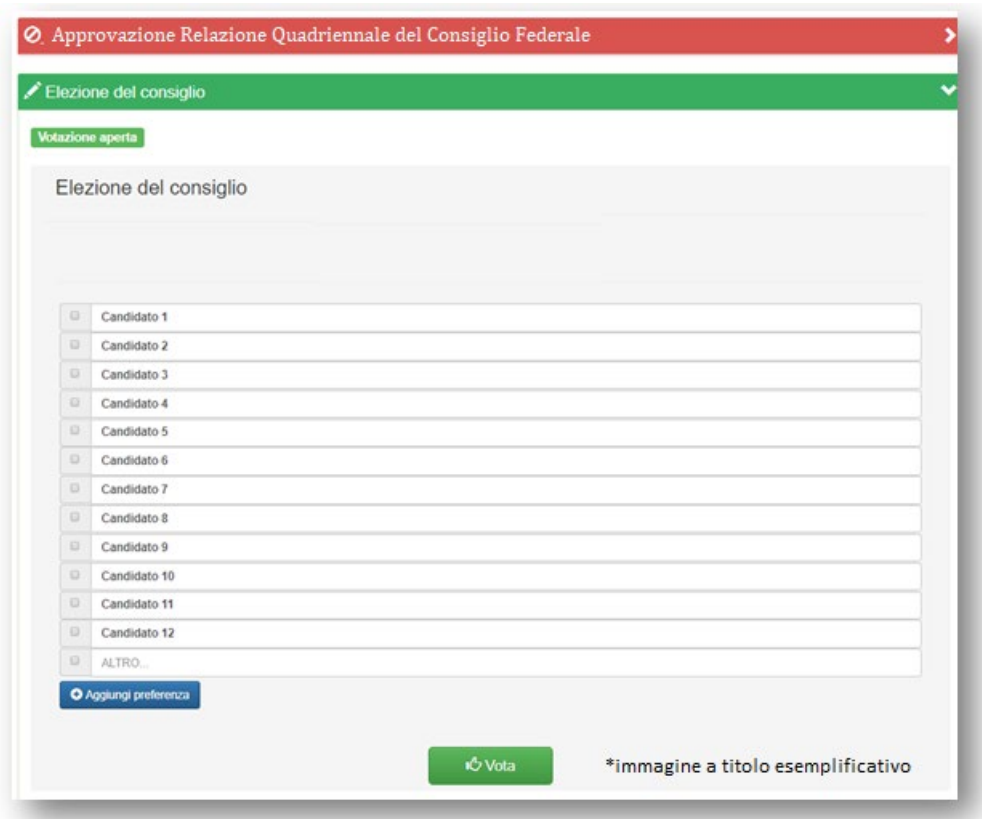 Approvazione Relazione Quadriennale del Consiglio Federale
Elezione del consiglio
Votazione aperta
Elezione del consiglio
Candidato 1
Candidato 2
Candidato 3
Candidato 4
Candidato 5
Candidato 6
Candidato 7
Candidato 8
Candidato 9
Candidato 10
Candidato 11
Candidato 12
ALTRO...
Aggiungi preferenza
Vota
*immagine a titolo esemplificativo